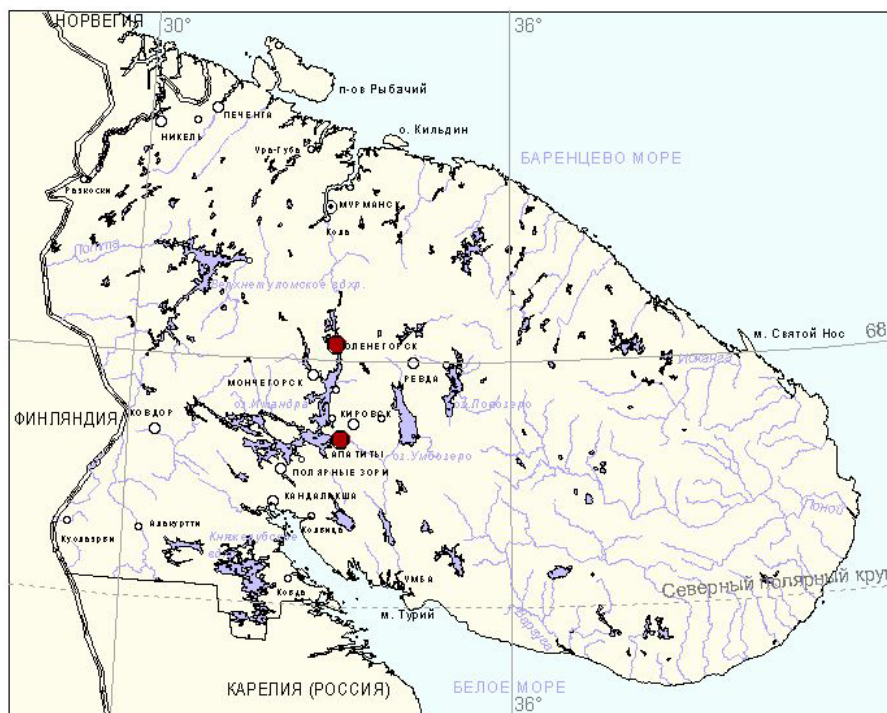 НОРВЕГИЯ
30°
36°
п-ов Рыбачий
ПЕЧЕНГА
НИКЕЛЬ
о. Кильдин
Ура-Губа
БАРЕНЦЕВО МОРЕ
МУРМАНСК
Кола
Верхнетуломское вдхр.
68
м. Святой Нос
ОЛЕНЕГОРСК
р
МОНЧЕГОРСК
РЕВДА
ФИНЛЯНДИЯ
КОВДОР
оз.Имандра
КИРОВСК
оз.Ловозеро
АПАТИТЫ
оз.Умбозеро
ПОЛЯРНЫЕ ЗОРИ
КАНДАЛАКША
Алакуртти
Колвица
Поной
Куолаярви
Княжегубское
вдхр.
Ковда
УМБА
Северный полярный круг
м. Турий
Варзуга
КАРЕЛИЯ (РОССИЯ)
БЕЛОЕ МОРЕ
36°